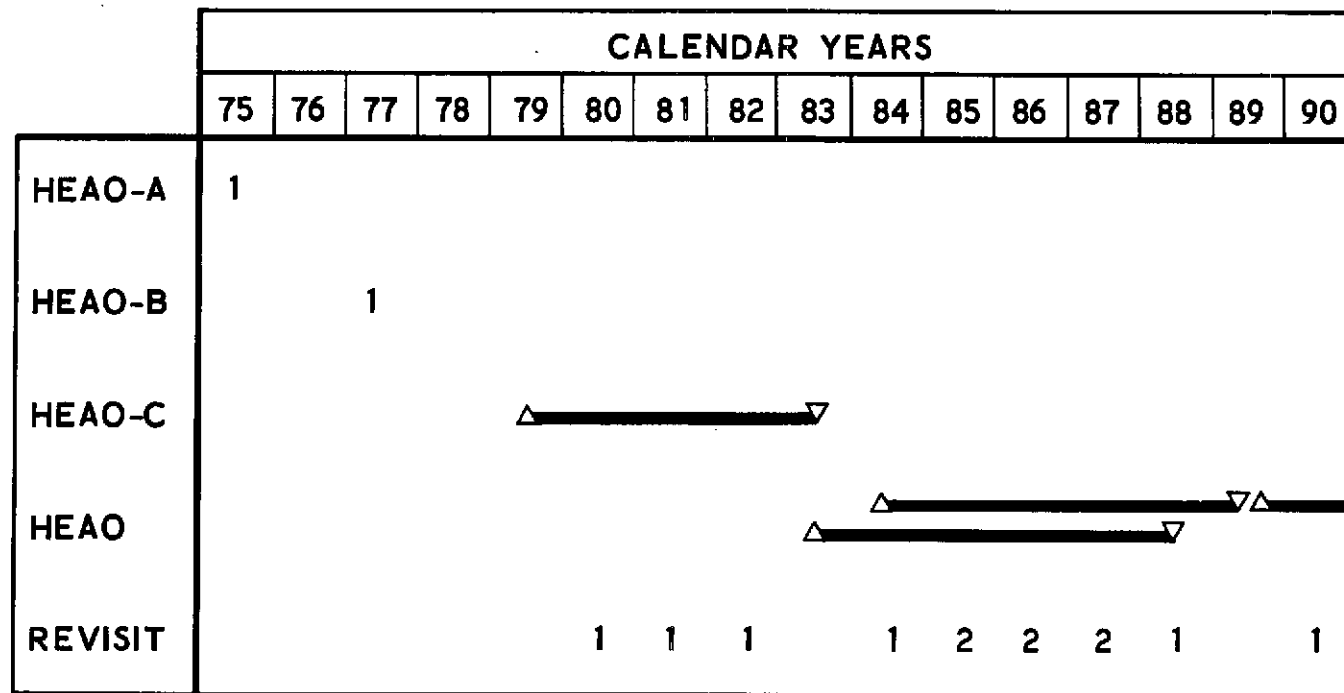 CALENDAR YEARS
75 76 77 78 79 80 81 82 83 84 85 86 87 88 89 90
HEAO-A 1
HEAO-B 1
HEAO-C
HEAO
REVISIT 1 1 1 1 2 2 2 1 1